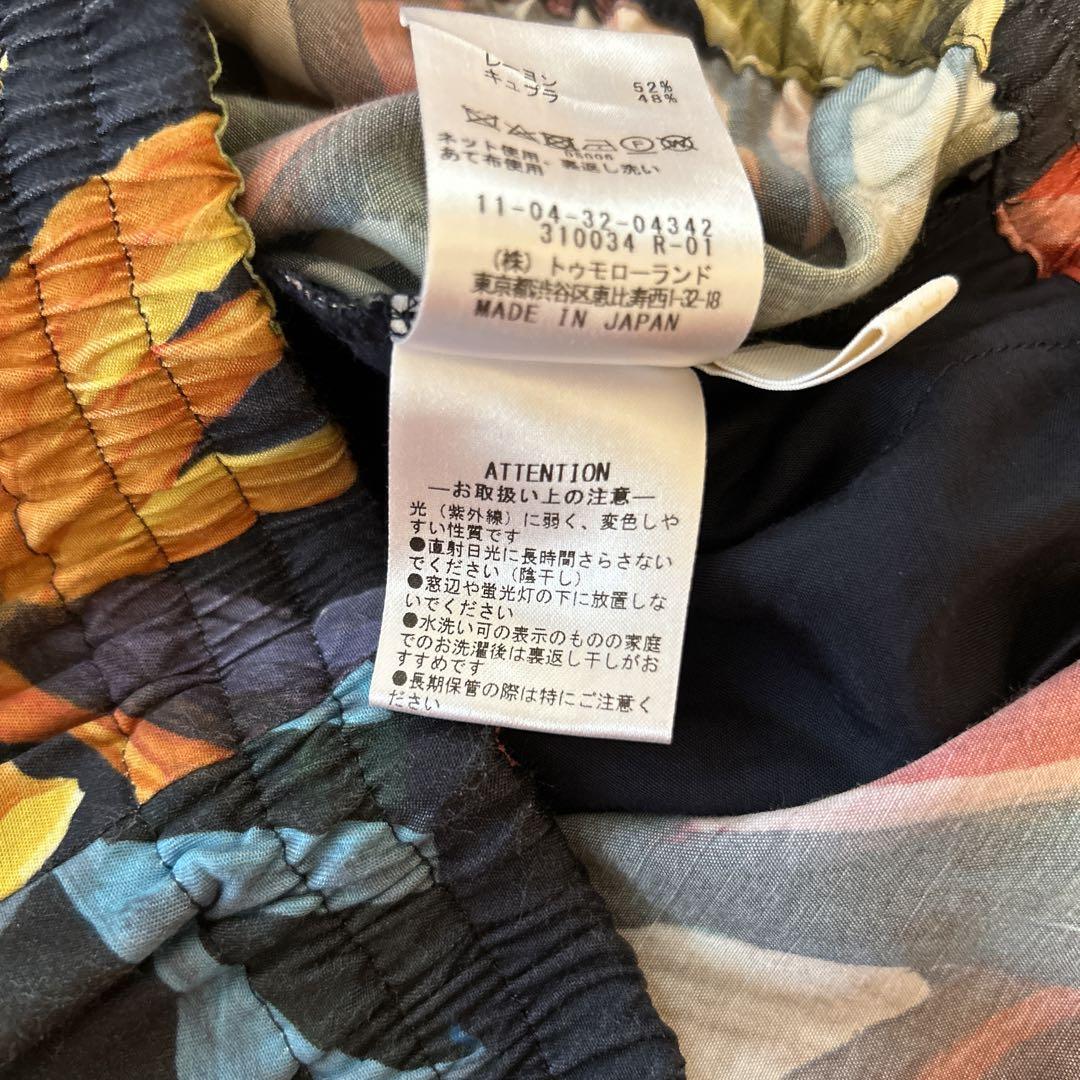 レーヨン 52%
キュプラ 48%
F W
ネット使用、
あて布使用、裏返し洗い
11-04-32-04342
310034 R-01
(株) トゥモローランド
東京都渋谷区恵比寿西1-32-18
MADE IN JAPAN
ATTENTION
—お取扱い上の注意—
光(紫外線)に弱く、変色しや
すい性質です
●直射日光に長時間さらさない
でください(陰干し)
●窓辺や蛍光灯の下に放置しな
いでください
●水洗い可の表示のものの家庭
でのお洗濯後は裏返し干しがお
すすめです
●長期保管の際は特にご注意く
ださい